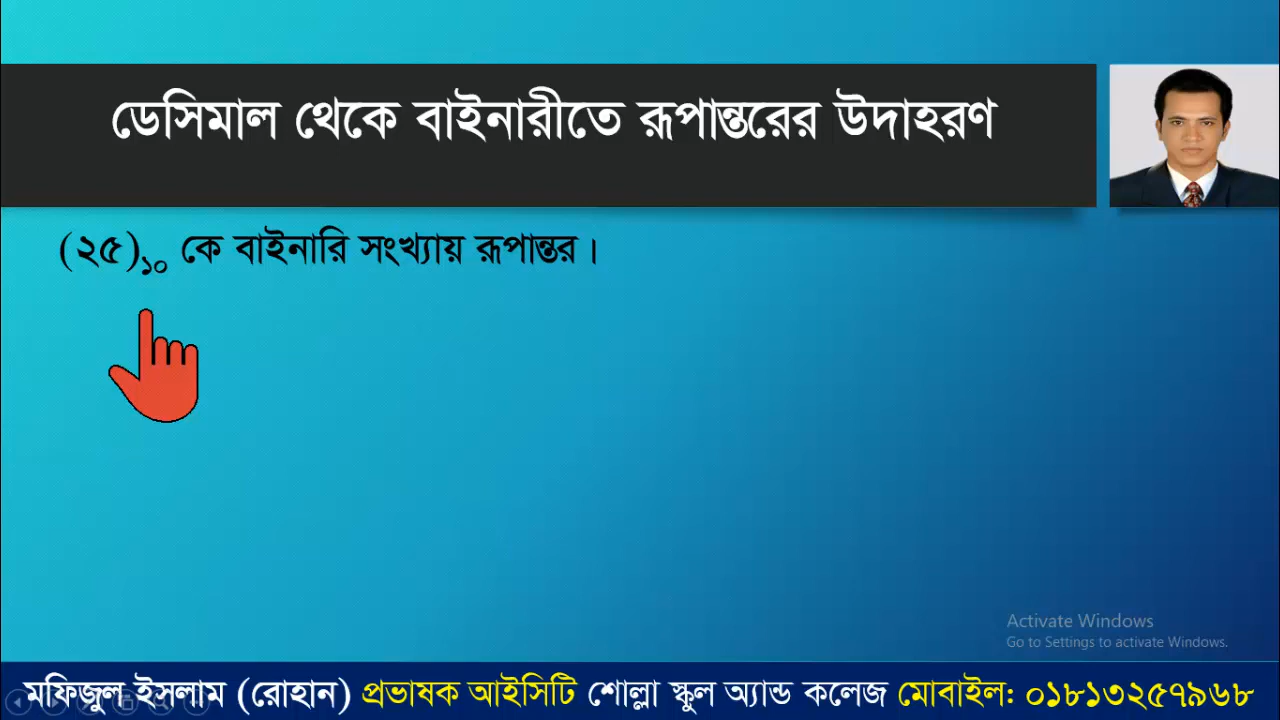 ডেসিমাল থেকে বাইনারীতে রূপান্তরের উদাহরণ
(২৫)১০ কে বাইনারি সংখ্যায় রূপান্তর।
Activate Windows
Go to Settings to activate Windows.
মফিজুল ইসলাম (রোহান) প্রভাষক আইসিটি শোল্লা স্কুল অ্যান্ড কলেজ মোবাইল: ০১৮১৩২৫৭৯৬৮